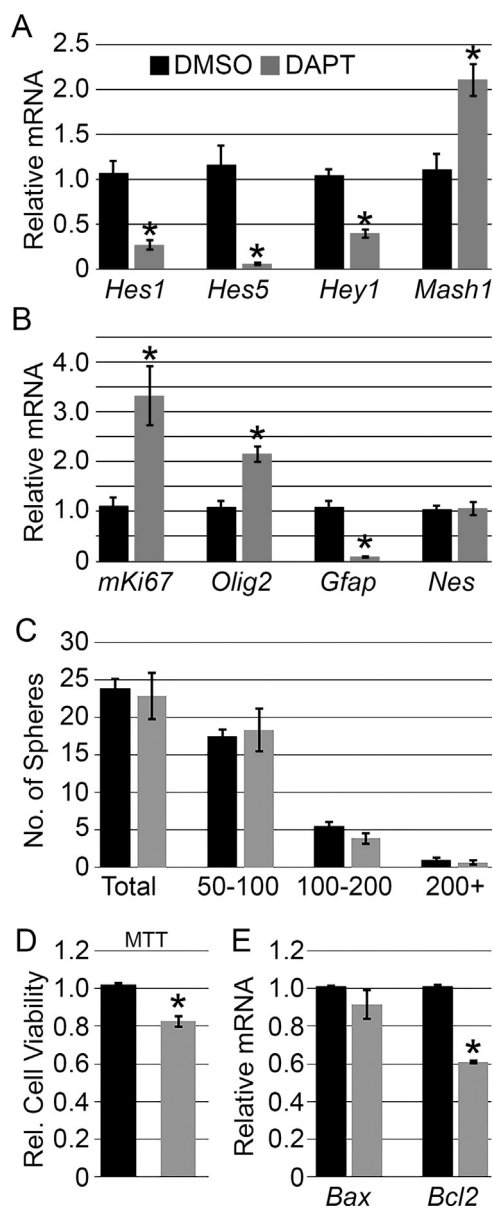 A
Relative mRNA
2.5
2.0
1.5
1.0
0.5
0
DMSO DAPT
*
*
*
*
Hes1 Hes5 Hey1 Mash1
B
Relative mRNA
4.0
3.0
2.0
1.0
0
*
*
*
mKi67 Olig2 Gfap Nes
C
No. of Spheres
30
25
20
15
10
5
0
Total 50-100 100-200 200+
D
MTT
Rel. Cell Viability
1.2
1.0
0.8
0.6
0.4
0.2
0
*
E
Relative mRNA
1.2
1.0
0.8
0.6
0.4
0.2
0
*
Bax Bcl2